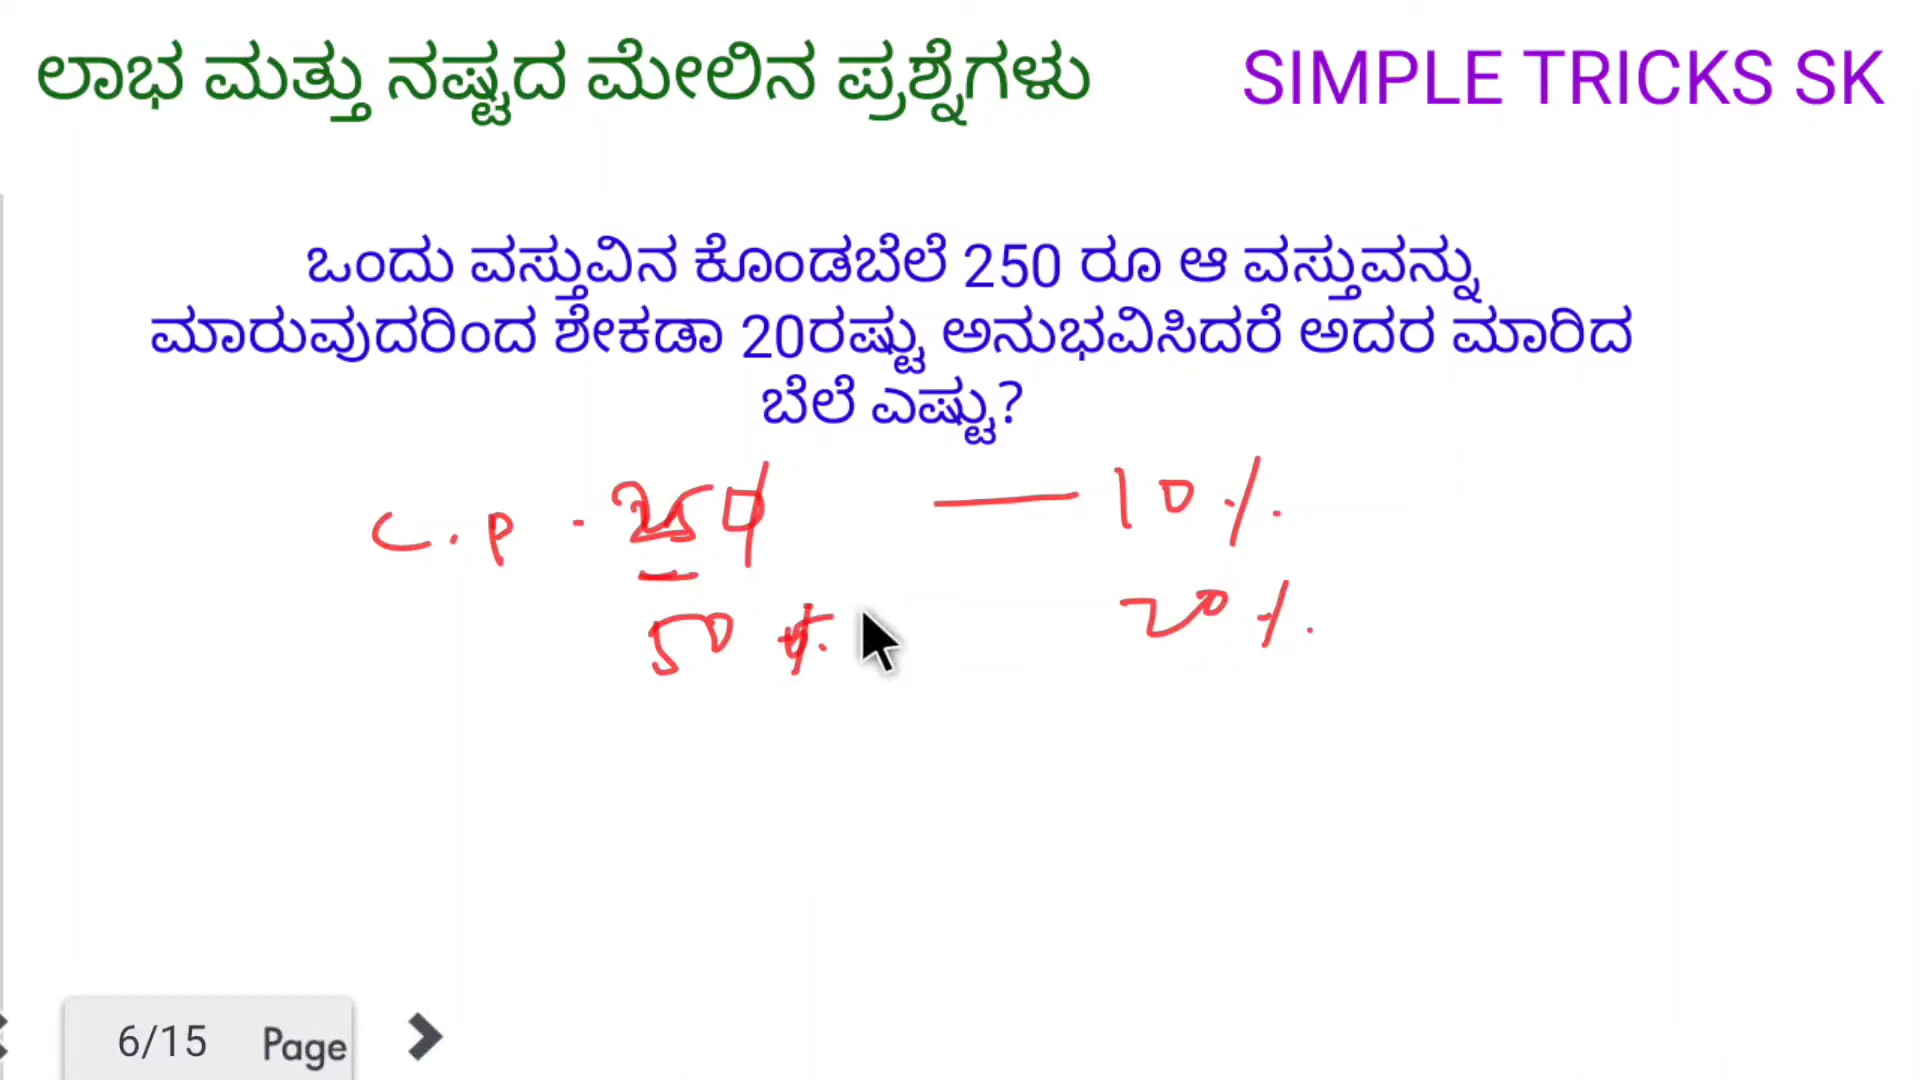 ಲಾಭ ಮತ್ತು ನಷ್ಟದ ಮೇಲಿನ ಪ್ರಶ್ನೆಗಳು SIMPLE TRICKS SK
ಒಂದು ವಸ್ತುವಿನ ಕೊಂಡಬೆಲೆ 250 ರೂ ಆ ವಸ್ತುವನ್ನು
ಮಾರುವುದರಿಂದ ಶೇಕಡಾ 20ರಷ್ಟು ಅನುಭವಿಸಿದರೆ ಅದರ ಮಾರಿದ
ಬೆಲೆ ಎಷ್ಟು?
C.P. 250 — 10%.
50 20%.
6/15 Page